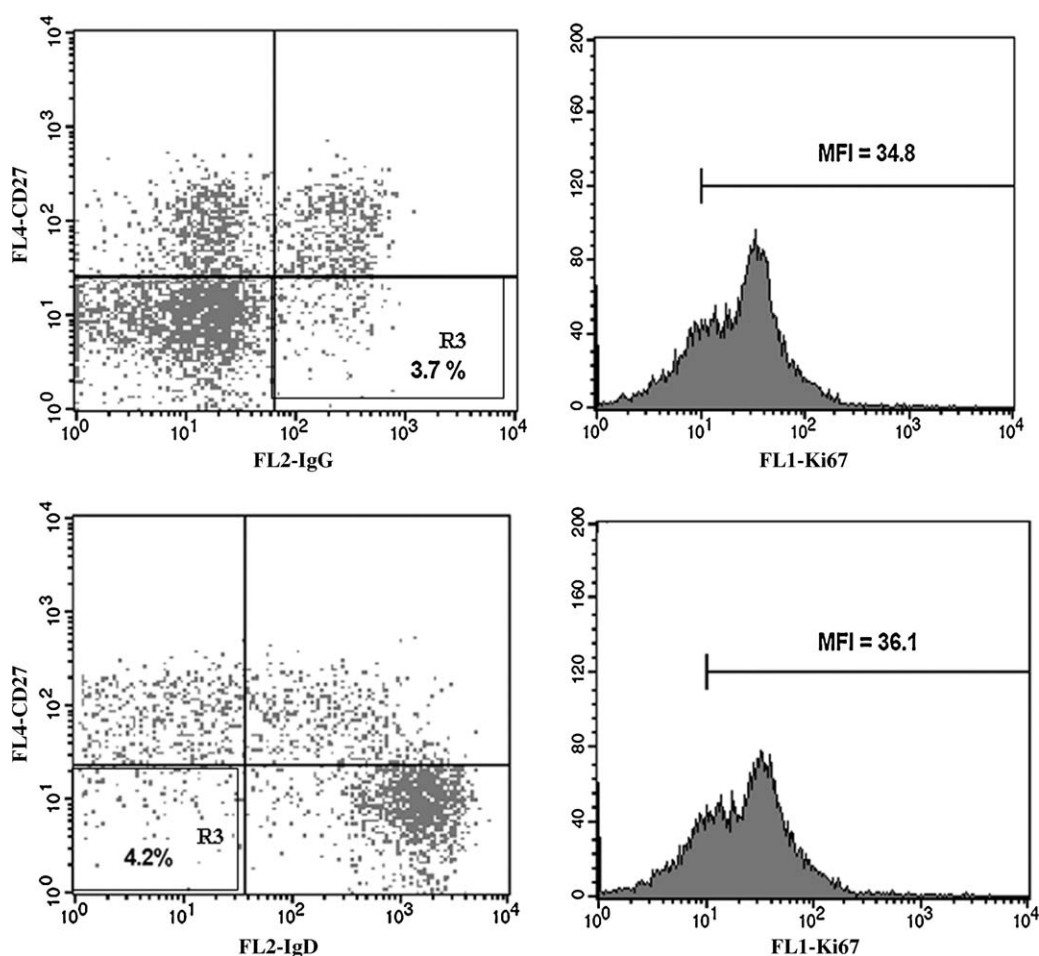 10⁴
10³
10²
10¹
10⁰
FL4-CD27
R3
3.7 %
10⁰ 10¹ 10² 10³ 10⁴
FL2-IgG
200
160
120
80
40
0
MFI = 34.8
10⁰ 10¹ 10² 10³ 10⁴
FL1-Ki67
10⁴
10³
10²
10¹
10⁰
FL4-CD27
R3
4.2%
10⁰ 10¹ 10² 10³ 10⁴
FL2-IgD
200
160
120
80
40
0
MFI = 36.1
10⁰ 10¹ 10² 10³ 10⁴
FL1-Ki67